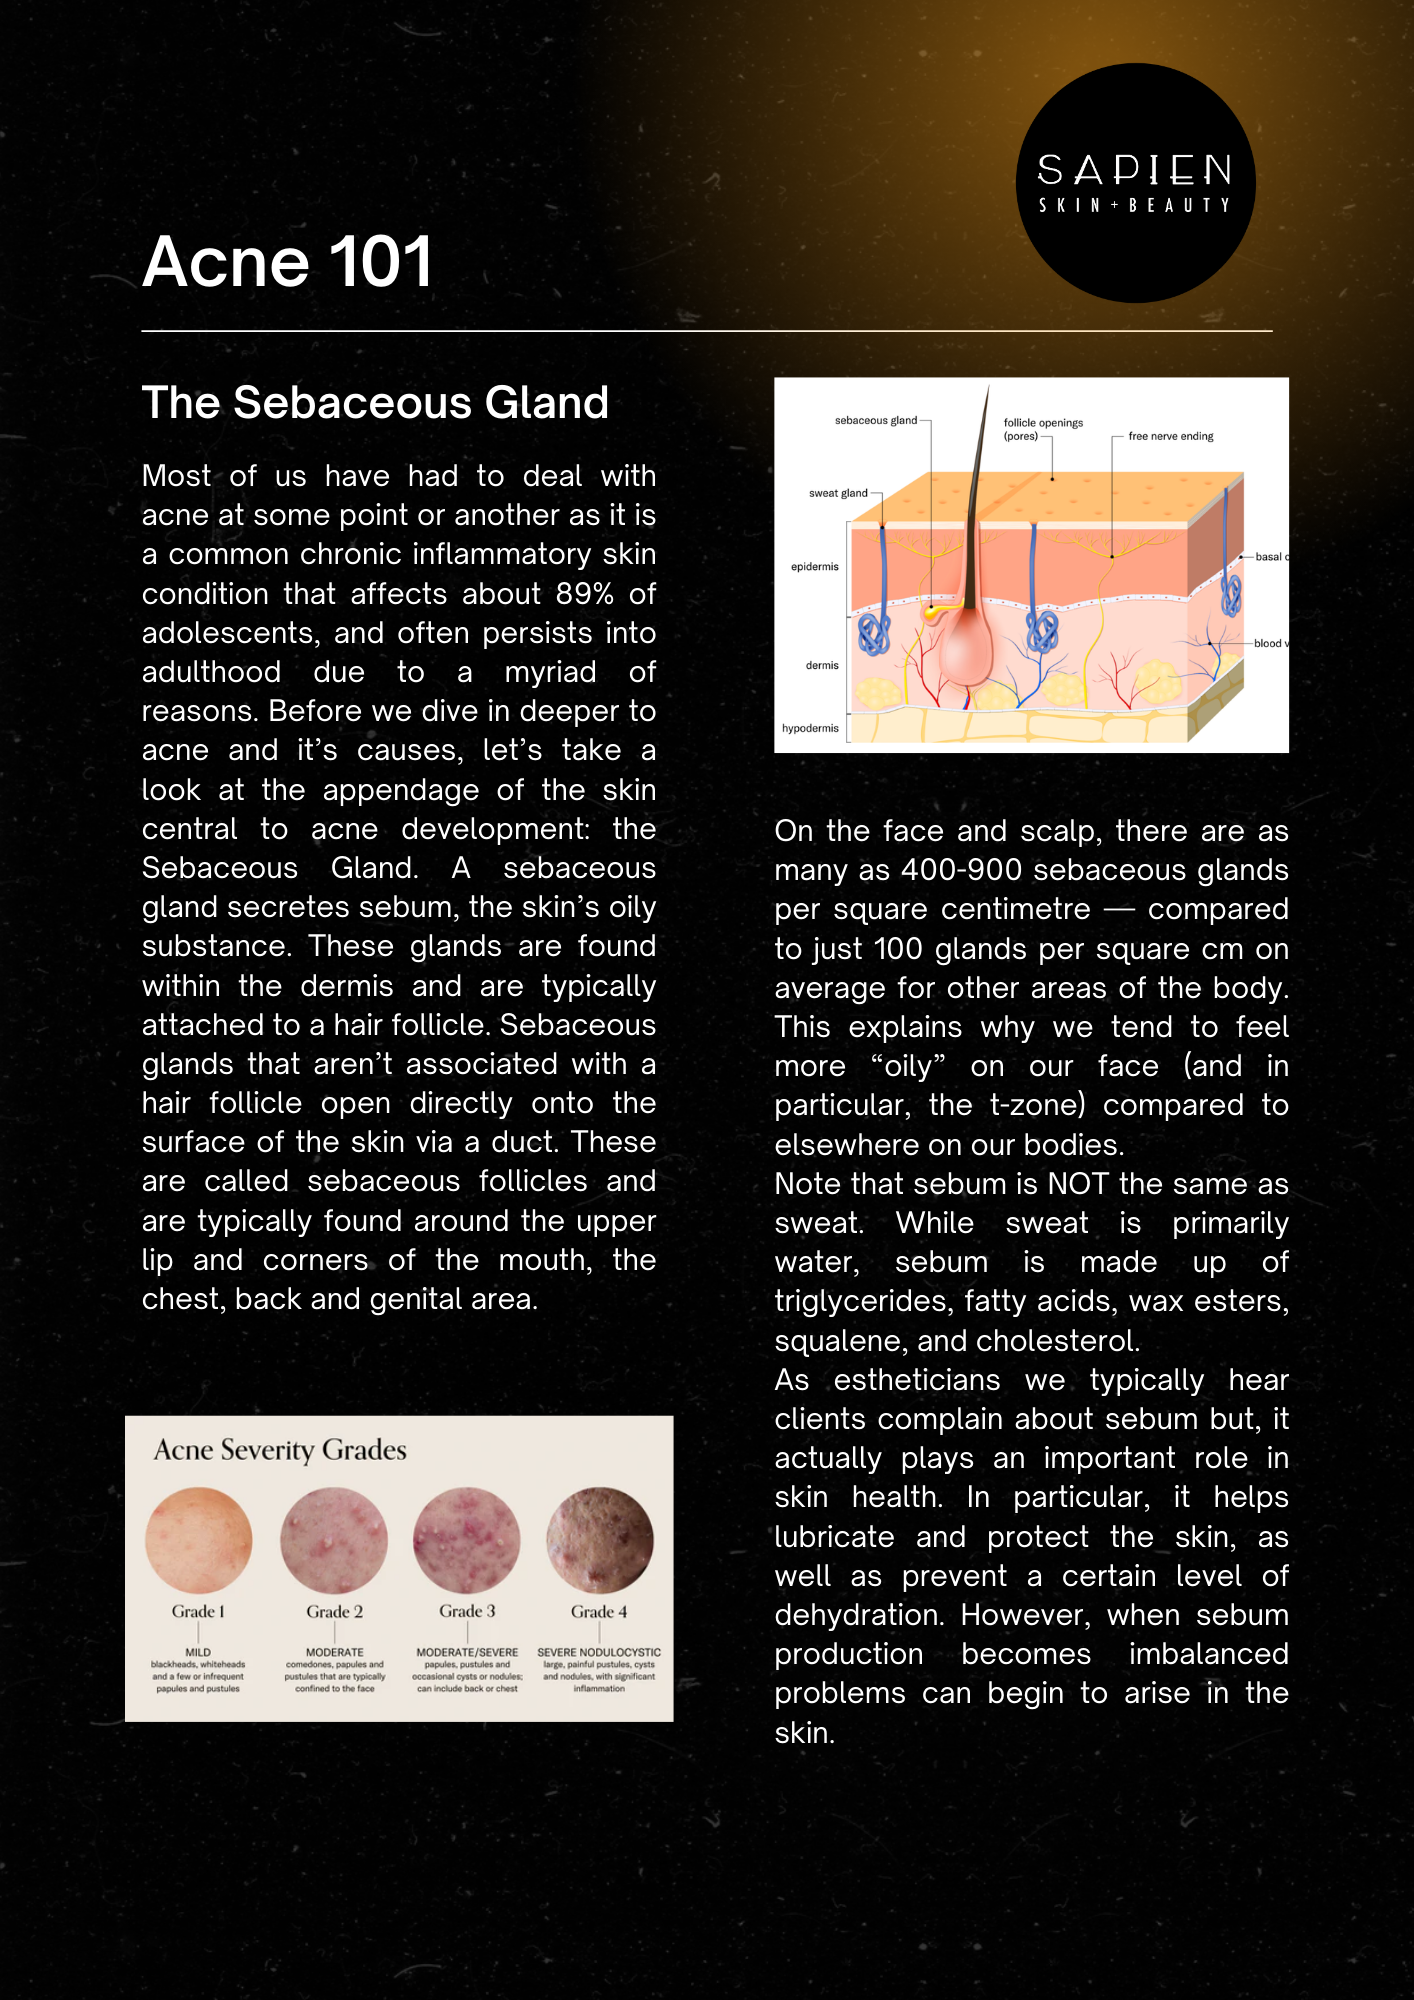 SAPIEN
SKIN+BEAUTY
Acne 101
The Sebaceous Gland
Most of us have had to deal with
acne at some point or another as it is
a common chronic inflammatory skin
condition that affects about 89% of
adolescents, and often persists into
adulthood due to a myriad of
reasons. Before we dive in deeper to
acne and it’s causes, let’s take a
look at the appendage of the skin
central to acne development: the
Sebaceous Gland. A sebaceous
gland secretes sebum, the skin’s oily
substance. These glands are found
within the dermis and are typically
attached to a hair follicle. Sebaceous
glands that aren’t associated with a
hair follicle open directly onto the
surface of the skin via a duct. These
are called sebaceous follicles and
are typically found around the upper
lip and corners of the mouth, the
chest, back and genital area.
Acne Severity Grades
Grade 1
MILD
blackheads, whiteheads
and a few or infrequent
papules and pustules
Grade 2
MODERATE
comedones, papules and
pustules that are typically
confined to the face
Grade 3
MODERATE/SEVERE
papules, pustules and
occasional cysts or nodules;
can include back or chest
Grade 4
SEVERE NODULOCYSTIC
large, painful pustules, cysts
and nodules, with significant
inflammation
sebaceous gland
follicle openings
(pores)
free nerve ending
sweat gland
epidermis
basal c
dermis
blood v
hypodermis
On the face and scalp, there are as
many as 400-900 sebaceous glands
per square centimetre — compared
to just 100 glands per square cm on
average for other areas of the body.
This explains why we tend to feel
more “oily” on our face (and in
particular, the t-zone) compared to
elsewhere on our bodies.
Note that sebum is NOT the same as
sweat. While sweat is primarily
water, sebum is made up of
triglycerides, fatty acids, wax esters,
squalene, and cholesterol.
As estheticians we typically hear
clients complain about sebum but, it
actually plays an important role in
skin health. In particular, it helps
lubricate and protect the skin, as
well as prevent a certain level of
dehydration. However, when sebum
production becomes imbalanced
problems can begin to arise in the
skin.